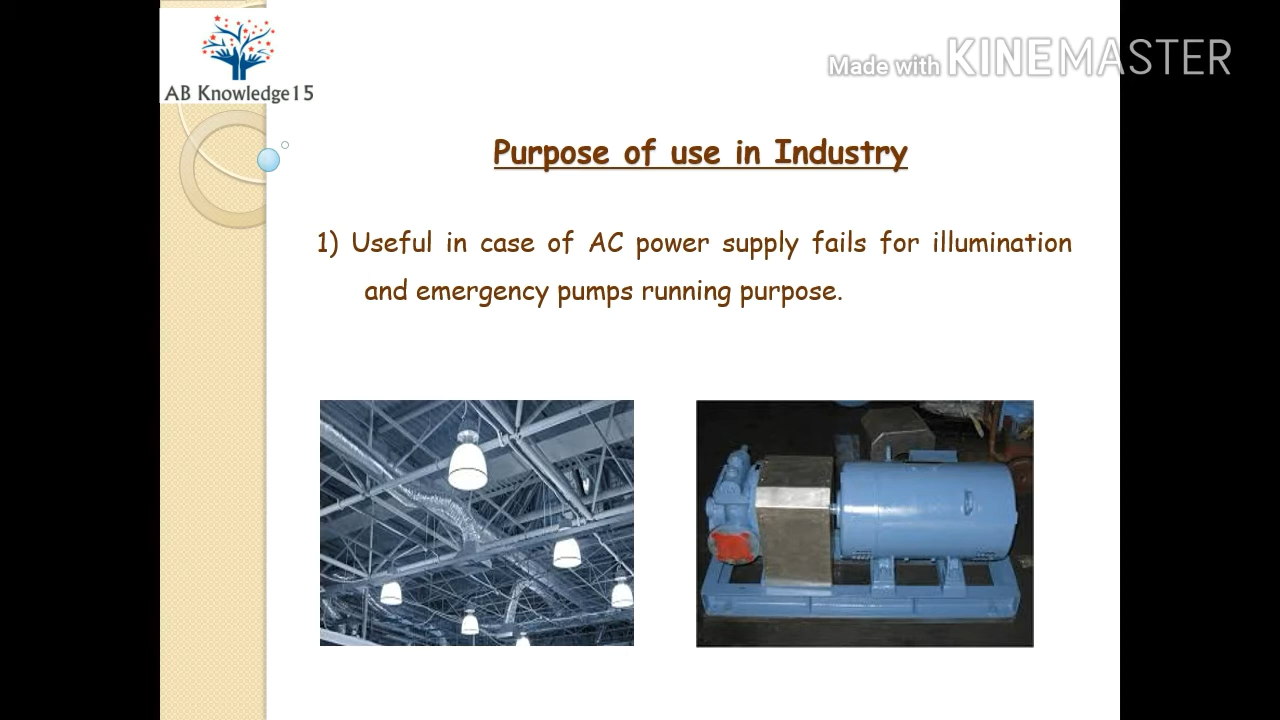 AB Knowledge15
Made with KINEMASTER
Purpose of use in Industry
1) Useful in case of AC power supply fails for illumination
and emergency pumps running purpose.